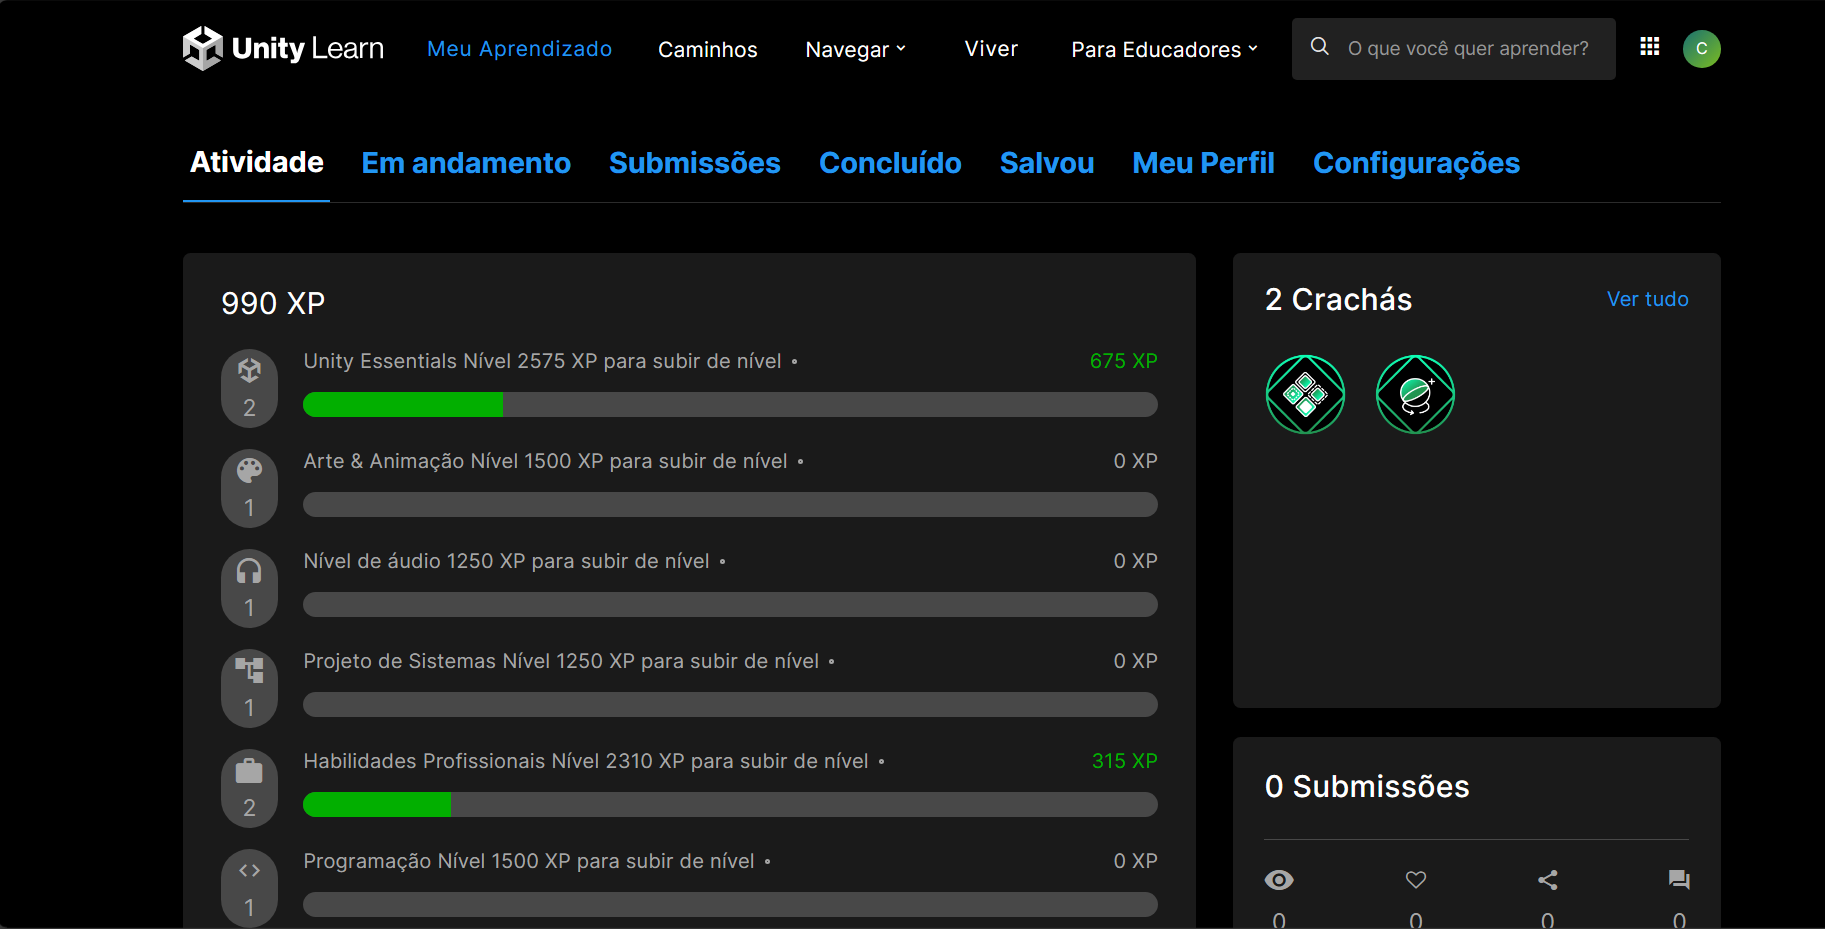 Unity Learn
Meu Aprendizado
Caminhos
Navegar
Viver
Para Educadores
O que você quer aprender?
C
Atividade
Em andamento
Submissões
Concluído
Salvou
Meu Perfil
Configurações
990 XP
2
Unity Essentials Nível 2575 XP para subir de nível •
675 XP
1
Arte & Animação Nível 1500 XP para subir de nível •
0 XP
1
Nível de áudio 1250 XP para subir de nível •
0 XP
1
Projeto de Sistemas Nível 1250 XP para subir de nível •
0 XP
2
Habilidades Profissionais Nível 2310 XP para subir de nível •
315 XP
1
Programação Nível 1500 XP para subir de nível •
0 XP
2 Crachás
Ver tudo
0 Submissões
0
0
0
0